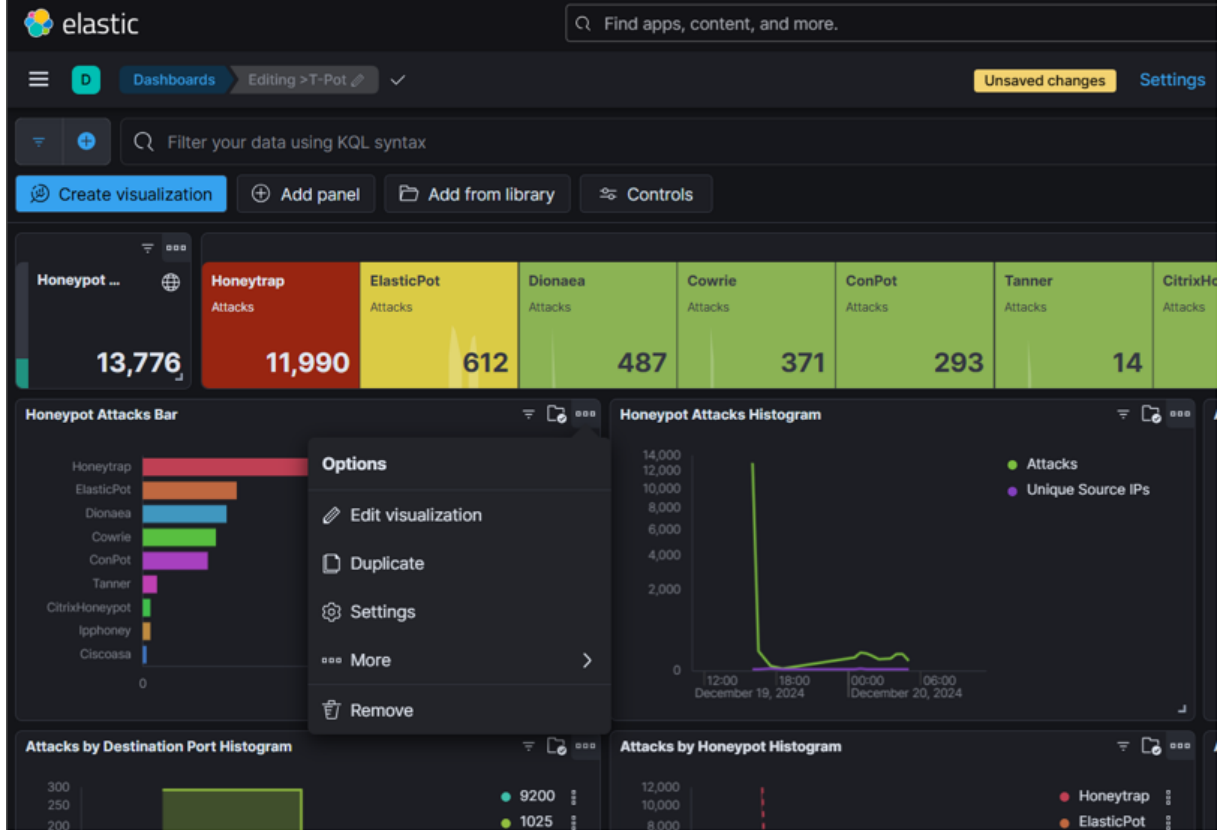 elastic
Find apps, content, and more.
D
Dashboards
Editing >T-Pot
Unsaved changes
Settings
Filter your data using KQL syntax
Create visualization
Add panel
Add from library
Controls
Honeypot ...
13,776
Honeytrap
Attacks
11,990
ElasticPot
Attacks
612
Dionaea
Attacks
487
Cowrie
Attacks
371
ConPot
Attacks
293
Tanner
Attacks
14
CitrixHo
Attacks
Honeypot Attacks Bar
Honeytrap
ElasticPot
Dionaea
Cowrie
ConPot
Tanner
CitrixHoneypot
Ipphoney
Ciscoasa
0
Options
Edit visualization
Duplicate
Settings
More
Remove
Honeypot Attacks Histogram
14,000
12,000
10,000
8,000
6,000
4,000
2,000
0
12:00
December 19, 2024
18:00
00:00
December 20, 2024
06:00
Attacks
Unique Source IPs
Attacks by Destination Port Histogram
300
250
200
9200
1025
Attacks by Honeypot Histogram
12,000
10,000
8,000
Honeytrap
ElasticPot